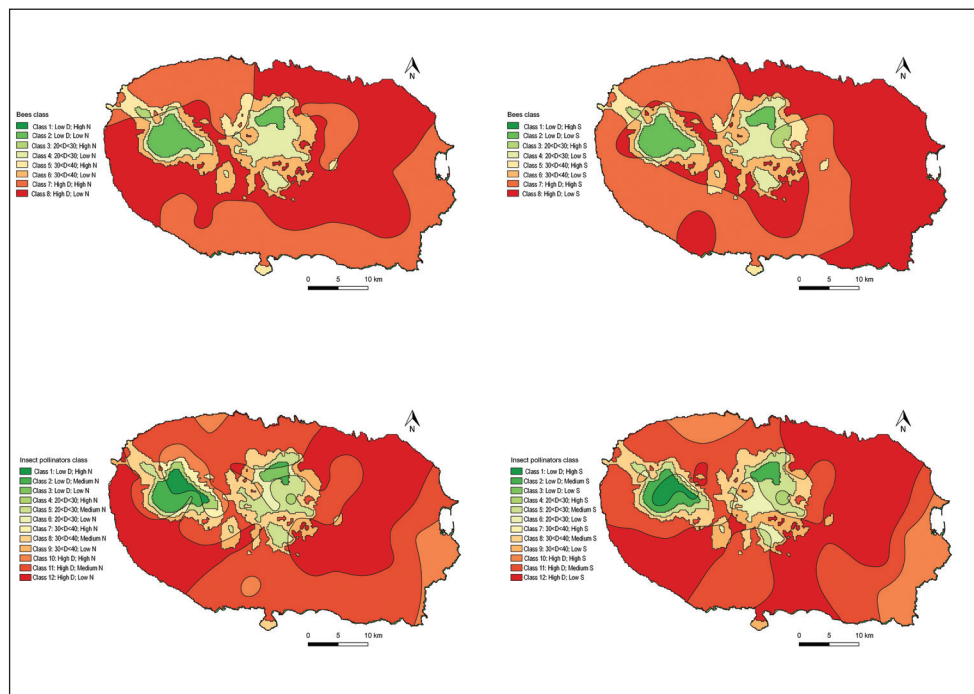 N
Bees class
Class 1: Low D; High N
Class 2: Low D; Low N
Class 3: 20<D<30; High N
Class 4: 20<D<30; Low N
Class 5: 30<D<40; High N
Class 6: 30<D<40; Low N
Class 7: High D; High N
Class 8: High D; Low N
0 5 10 km
N
Bees class
Class 1: Low D; High S
Class 2: Low D; Low S
Class 3: 20<D<30; High S
Class 4: 20<D<30; Low S
Class 5: 30<D<40; High S
Class 6: 30<D<40; Low S
Class 7: High D; High S
Class 8: High D; Low S
0 5 10 km
N
Insect pollinators class
Class 1: Low D; High N
Class 2: Low D; Medium N
Class 3: Low D; Low N
Class 4: 20<D<30; High N
Class 5: 20<D<30; Medium N
Class 6: 20<D<30; Low N
Class 7: 30<D<40; High N
Class 8: 30<D<40; Medium N
Class 9: 30<D<40; Low N
Class 10: High D; High N
Class 11: High D; Medium N
Class 12: High D; Low N
0 5 10 km
N
Insect pollinators class
Class 1: Low D; High S
Class 2: Low D; Medium S
Class 3: Low D; Low S
Class 4: 20<D<30; High S
Class 5: 20<D<30; Medium S
Class 6: 20<D<30; Low S
Class 7: 30<D<40; High S
Class 8: 30<D<40; Medium S
Class 9: 30<D<40; Low S
Class 10: High D; High S
Class 11: High D; Medium S
Class 12: High D; Low S
0 5 10 km